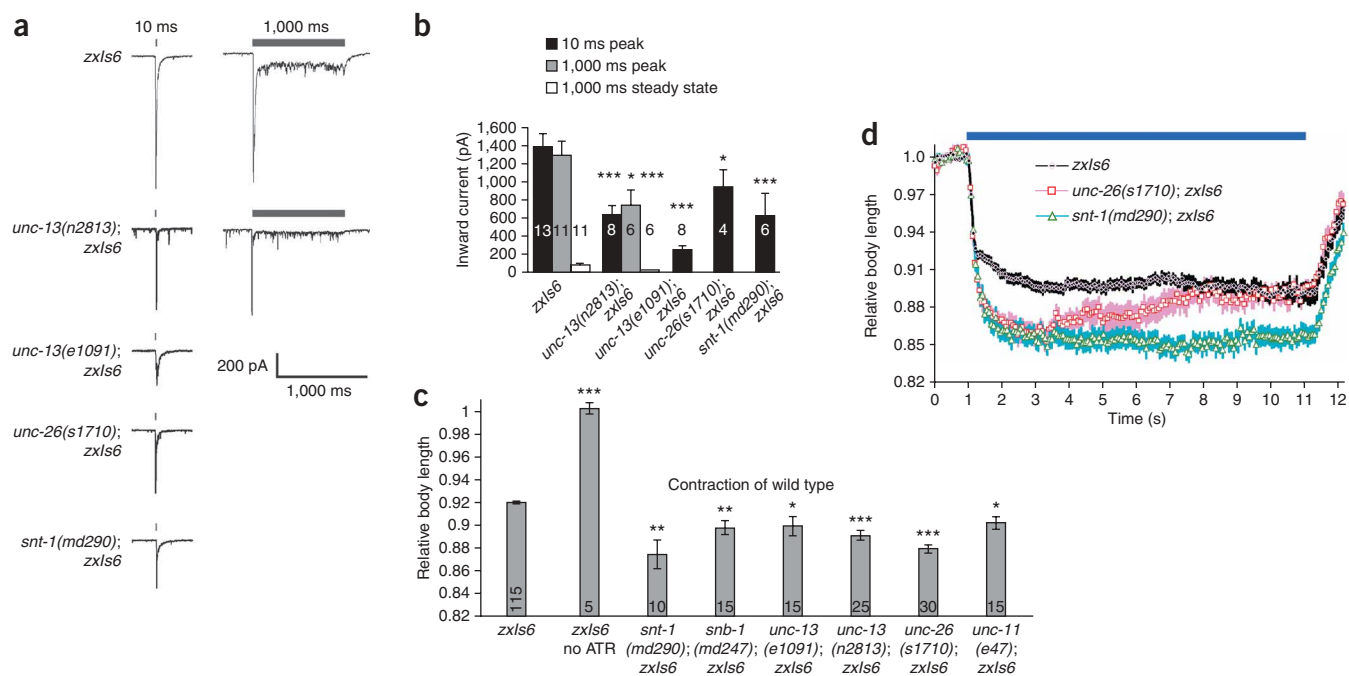 a
10 ms
1,000 ms
zxIs6
unc-13(n2813);
zxIs6
unc-13(e1091);
zxIs6
200 pA
1,000 ms
unc-26(s1710);
zxIs6
snt-1(md290);
zxIs6
b
10 ms peak
1,000 ms peak
1,000 ms steady state
Inward current (pA)
1,600
1,400
1,200
1,000
800
600
400
200
0
*** * *** *** * ***
13 11 11 8 6 6 8 4 6
zxIs6
unc-13(n2813);
zxIs6
unc-13(e1091);
zxIs6
unc-26(s1710);
zxIs6
snt-1(md290);
zxIs6
c
Relative body length
1
0.98
0.96
0.94
0.92
0.9
0.88
0.86
0.84
0.82
Contraction of wild type
*** ** ** * *** *** *
115 5 10 15 15 25 30 15
zxIs6
zxIs6
no ATR
snt-1
(md290);
zxIs6
snb-1
(md247);
zxIs6
unc-13
(e1091);
zxIs6
unc-13
(n2813);
zxIs6
unc-26
(s1710);
zxIs6
unc-11
(e47);
zxIs6
d
Relative body length
1.0
0.97
0.94
0.91
0.88
0.85
0.82
zxIs6
unc-26(s1710); zxIs6
snt-1(md290); zxIs6
0 1 2 3 4 5 6 7 8 9 10 11 12
Time (s)